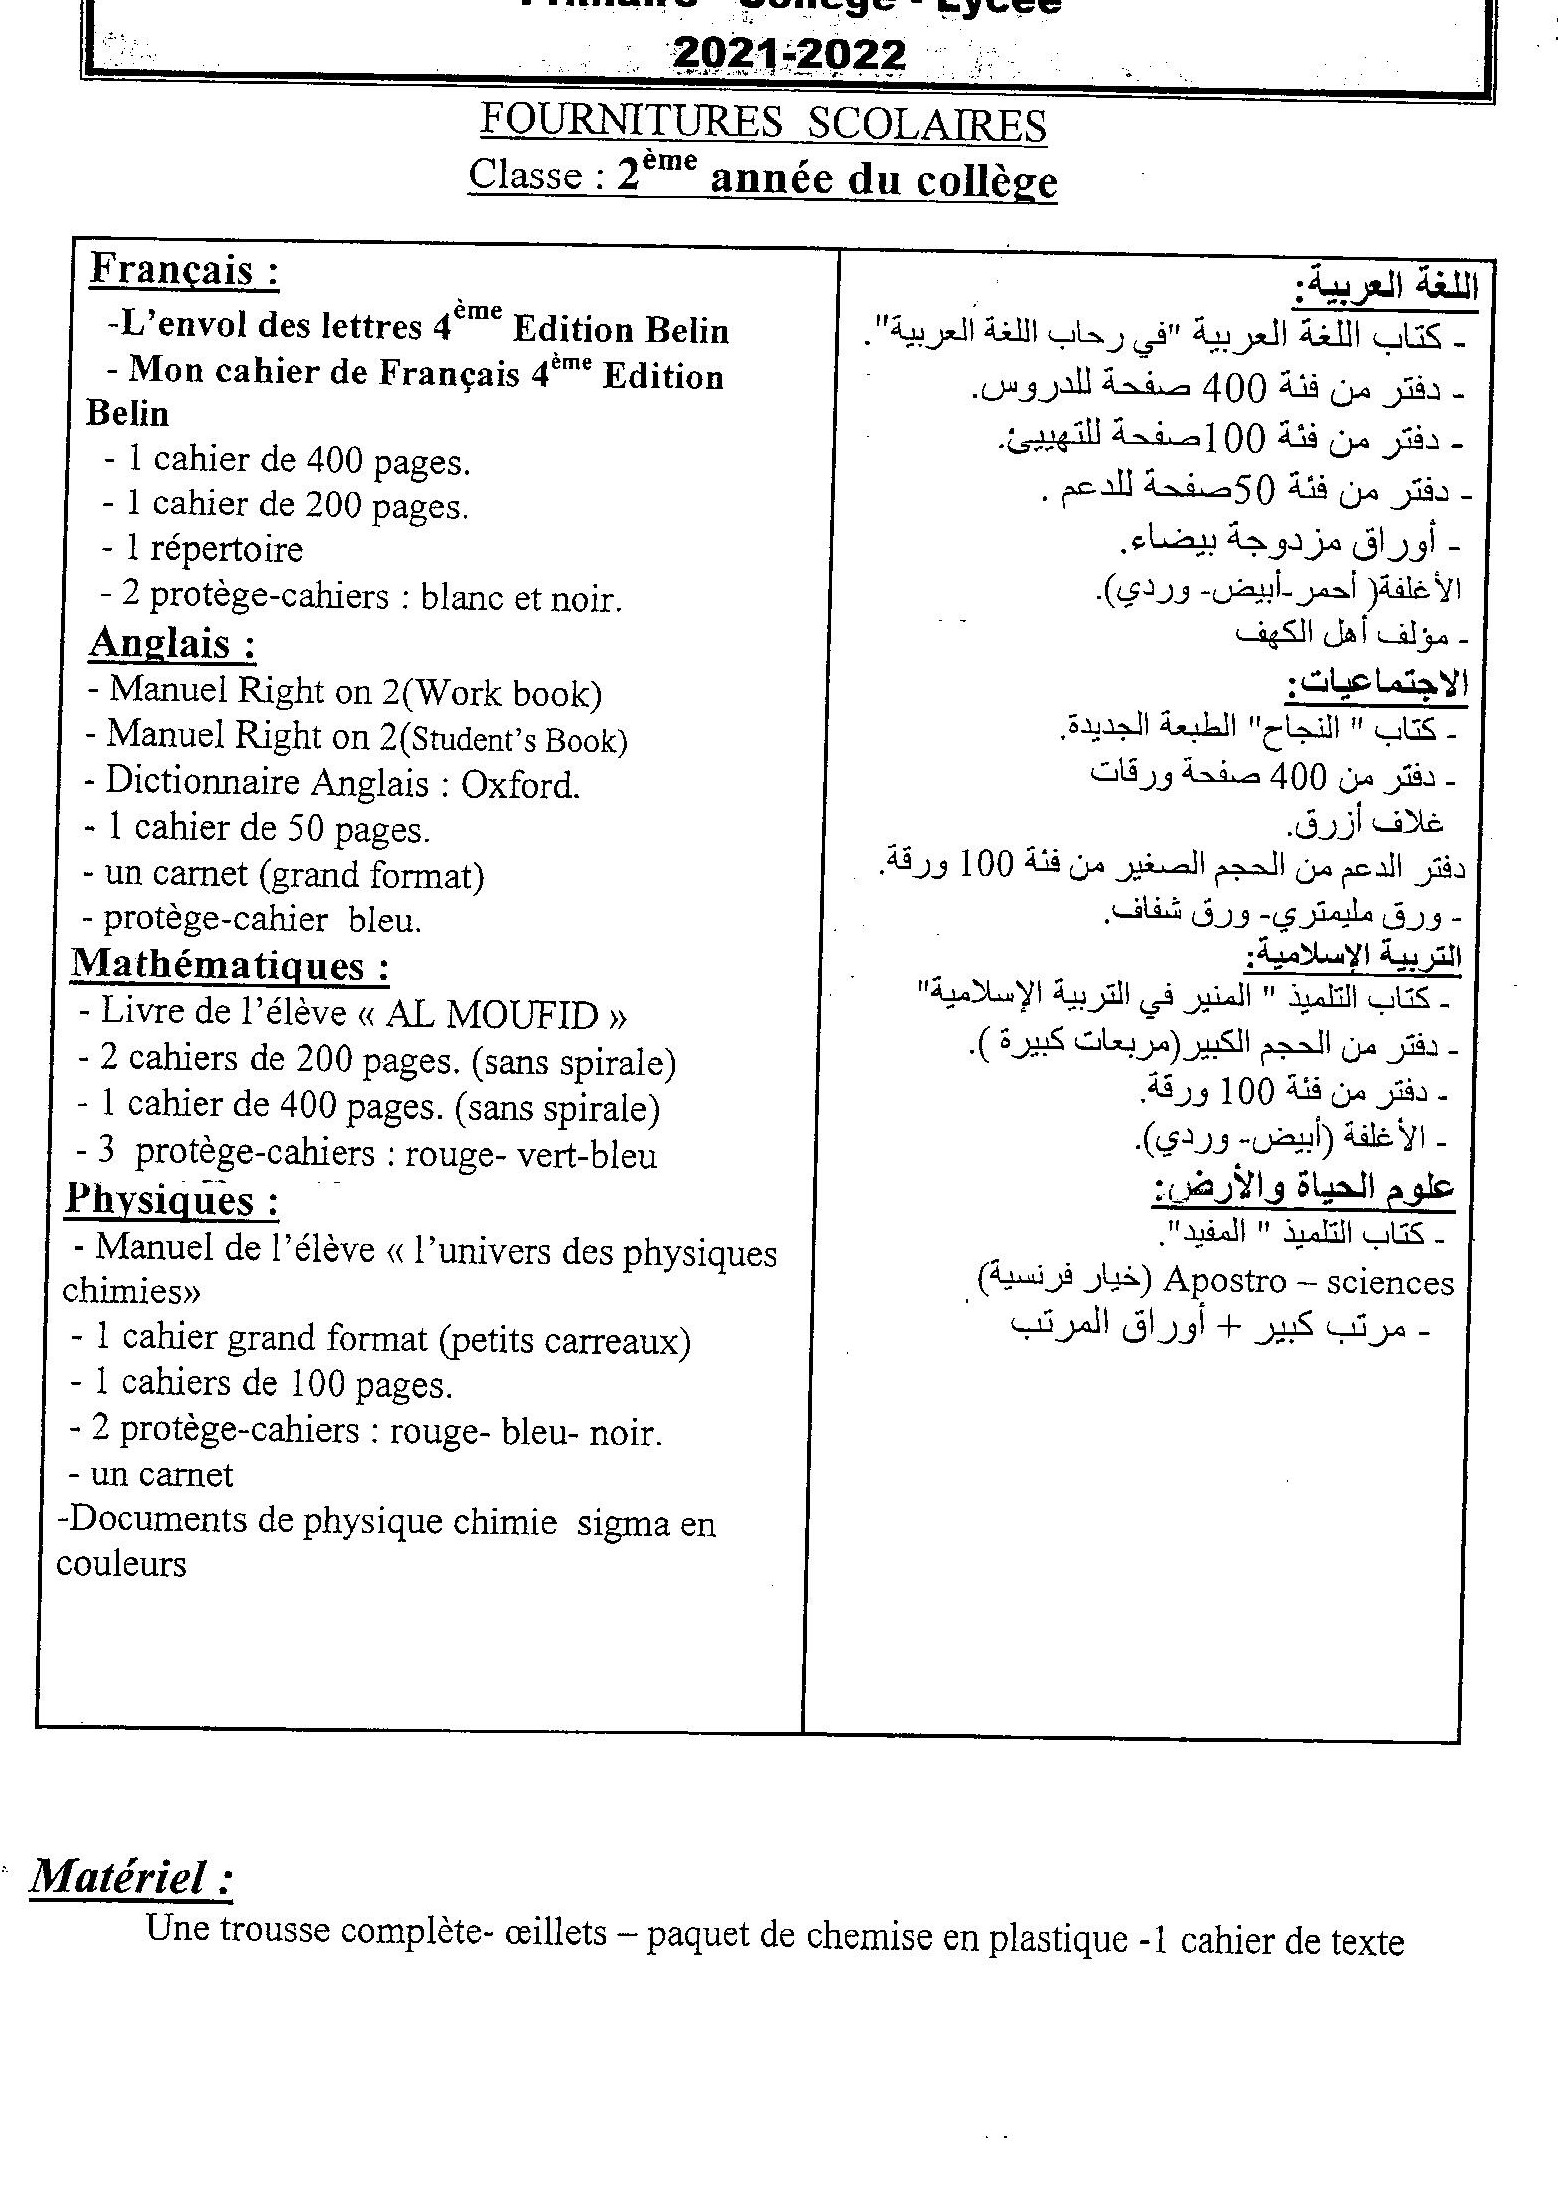 Primaire - Collège - Lycée
2021-2022
FOURNITURES SCOLAIRES
Classe : 2ème année du collège
Français :
-L'envol des lettres 4ème Edition Belin
- Mon cahier de Français 4ème Edition
Belin
- 1 cahier de 400 pages.
- 1 cahier de 200 pages.
- 1 répertoire
- 2 protège-cahiers : blanc et noir.
Anglais :
- Manuel Right on 2(Work book)
- Manuel Right on 2(Student's Book)
- Dictionnaire Anglais : Oxford.
- 1 cahier de 50 pages.
- un carnet (grand format)
- protège-cahier bleu.
Mathématiques :
- Livre de l'élève « AL MOUFID »
- 2 cahiers de 200 pages. (sans spirale)
- 1 cahier de 400 pages. (sans spirale)
- 3 protège-cahiers : rouge- vert-bleu
Physiques :
- Manuel de l'élève « l'univers des physiques
chimies»
- 1 cahier grand format (petits carreaux)
- 1 cahiers de 100 pages.
- 2 protège-cahiers : rouge- bleu- noir.
- un carnet
-Documents de physique chimie sigma en
couleurs
اللغة العربية:
- كتاب اللغة العربية "في رحاب اللغة العربية".
- دفتر من فئة 400 صفحة للدروس.
- دفتر من فئة 100صفحة للتهييئ.
- دفتر من فئة 50صفحة للدعم .
- أوراق مزدوجة بيضاء.
الأغلفة( أحمر-أبيض- وردي).
- مؤلف أهل الكهف
الاجتماعيات:
- كتاب " النجاح" الطبعة الجديدة.
- دفتر من 400 صفحة ورقات
غلاف أزرق.
دفتر الدعم من الحجم الصغير من فئة 100 ورقة.
- ورق مليمتري- ورق شفاف.
التربية الإسلامية:
- كتاب التلميذ " المنير في التربية الإسلامية"
- دفتر من الحجم الكبير(مربعات كبيرة ).
- دفتر من فئة 100 ورقة.
- الأغلفة (أبيض- وردي).
علوم الحياة والأرض:
- كتاب التلميذ " المفيد".
Apostro – sciences (خيار فرنسية)
- مرتب كبير + أوراق المرتب
Matériel :
Une trousse complète- œillets – paquet de chemise en plastique -1 cahier de texte